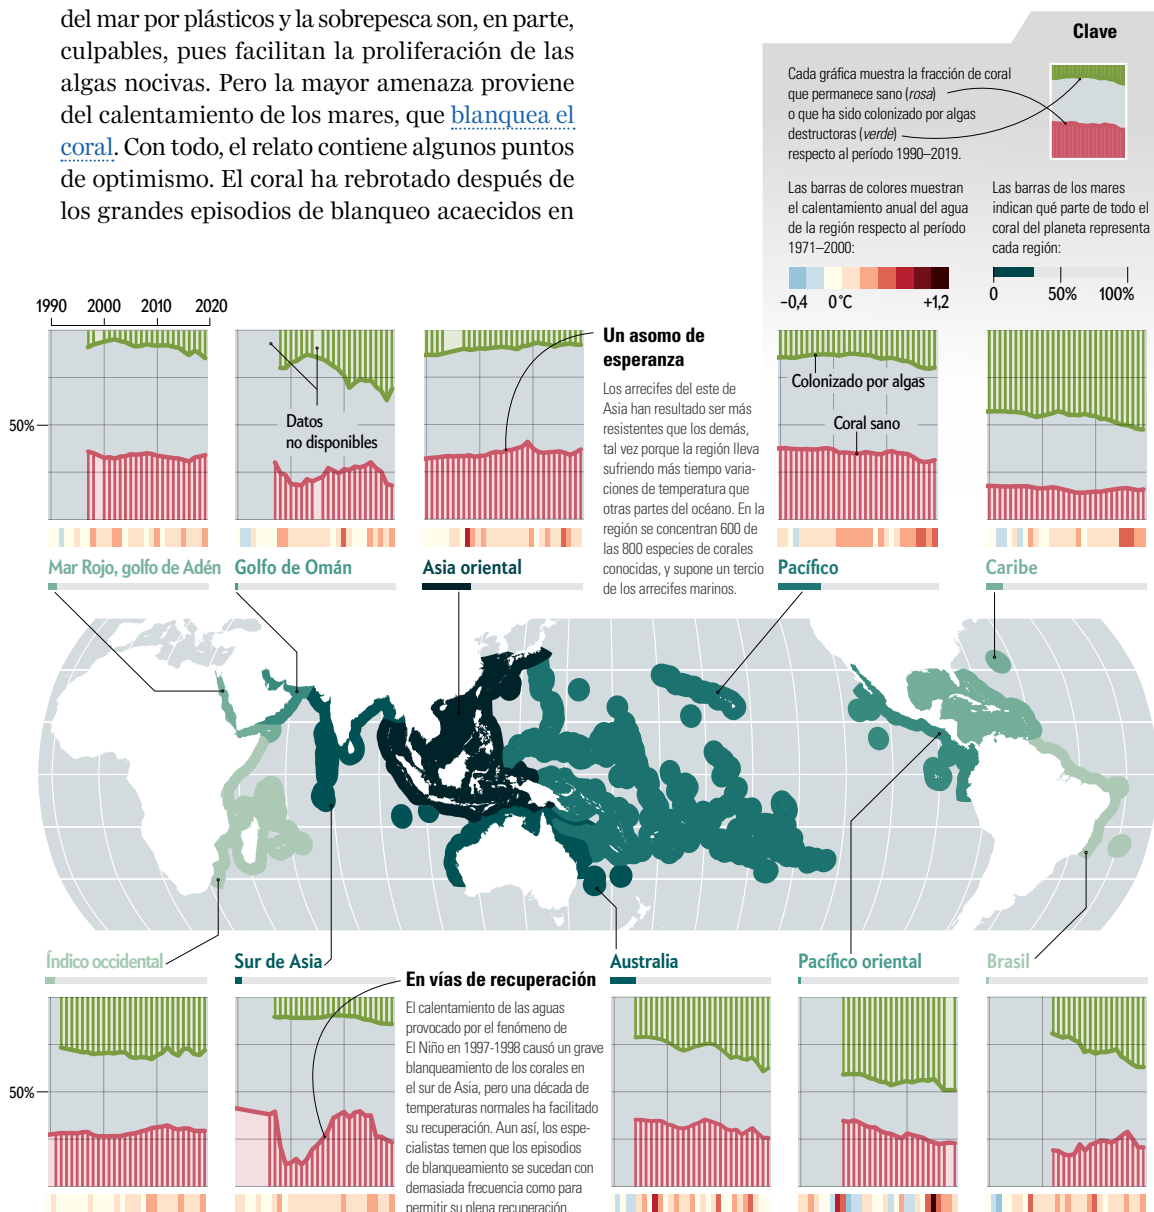 del mar por plásticos y la sobrepesca son, en parte,
culpables, pues facilitan la proliferación de las
algas nocivas. Pero la mayor amenaza proviene
del calentamiento de los mares, que blanquea el
coral. Con todo, el relato contiene algunos puntos
de optimismo. El coral ha rebrotado después de
los grandes episodios de blanqueo acaecidos en
Clave
Cada gráfica muestra la fracción de coral
que permanece sano (rosa)
o que ha sido colonizado por algas
destructoras (verde)
respecto al período 1990–2019.
Las barras de colores muestran
el calentamiento anual del agua
de la región respecto al período
1971–2000:
−0,4 0 °C +1,2
Las barras de los mares
indican qué parte de todo el
coral del planeta representa
cada región:
0 50% 100%
1990 2000 2010 2020
50%
Datos
no disponibles
Un asomo de
esperanza
Los arrecifes del este de
Asia han resultado ser más
resistentes que los demás,
tal vez porque la región lleva
sufriendo más tiempo varia-
ciones de temperatura que
otras partes del océano. En la
región se concentran 600 de
las 800 especies de corales
conocidas, y supone un tercio
de los arrecifes marinos.
Colonizado por algas
Coral sano
Mar Rojo, golfo de Adén
Golfo de Omán
Asia oriental
Pacífico
Caribe
Índico occidental
Sur de Asia
Australia
Pacífico oriental
Brasil
50%
En vías de recuperación
El calentamiento de las aguas
provocado por el fenómeno de
El Niño en 1997-1998 causó un grave
blanqueamiento de los corales en
el sur de Asia, pero una década de
temperaturas normales ha facilitado
su recuperación. Aun así, los espe-
cialistas temen que los episodios
de blanqueamiento se sucedan con
demasiada frecuencia como para
permitir su plena recuperación.